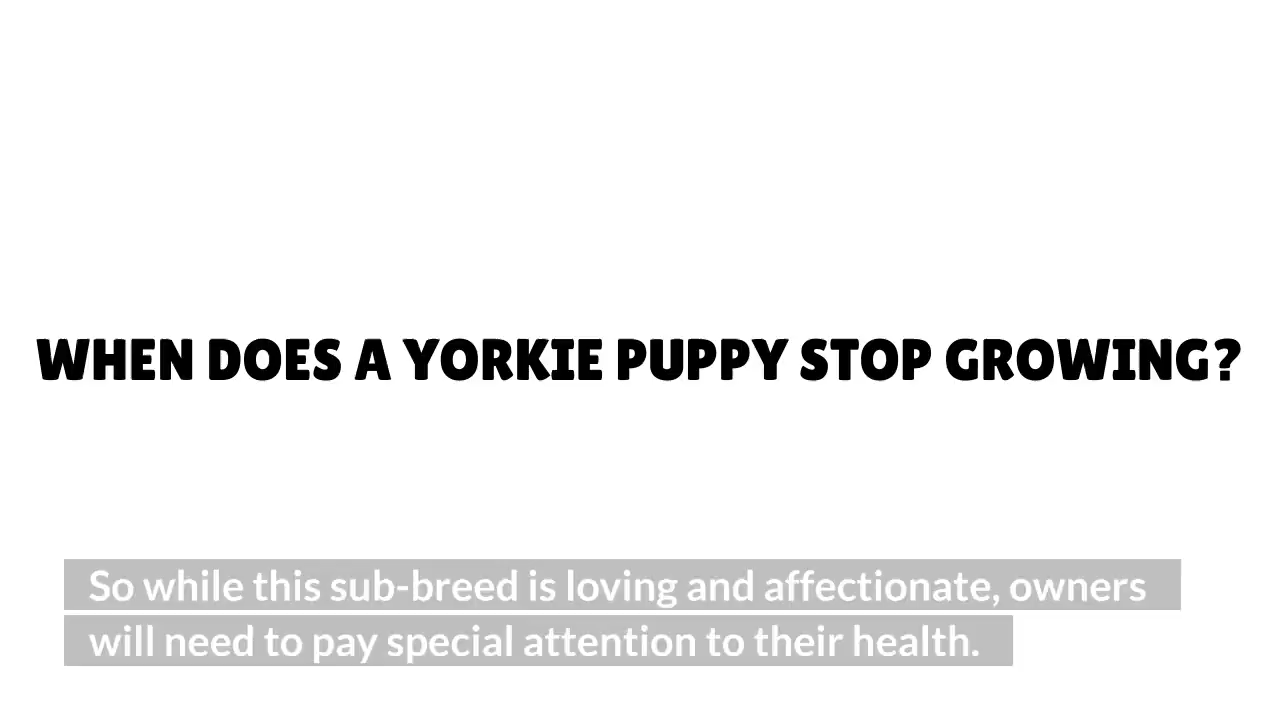 WHEN DOES A YORKIE PUPPY STOP GROWING?
So while this sub-breed is loving and affectionate, owners
will need to pay special attention to their health.